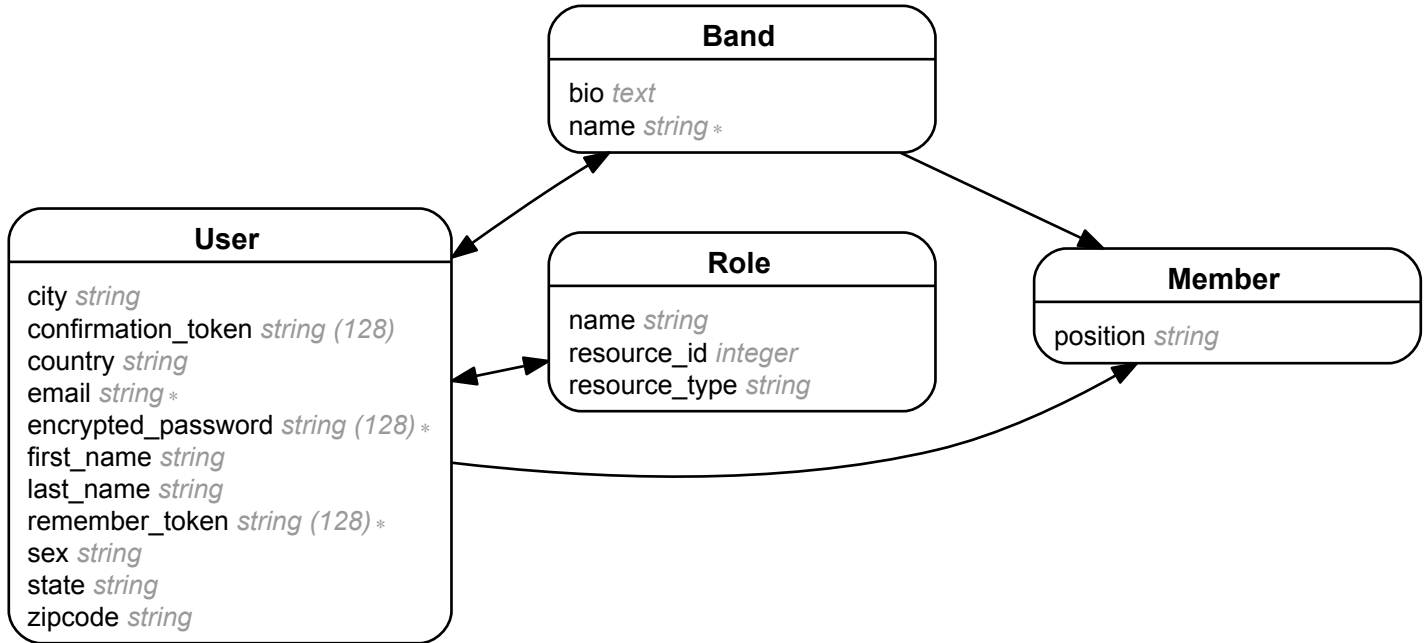 Band
bio text
name string *
User
city string
confirmation_token string (128)
country string
email string *
encrypted_password string (128) *
first_name string
last_name string
remember_token string (128) *
sex string
state string
zipcode string
Role
name string
resource_id integer
resource_type string
Member
position string